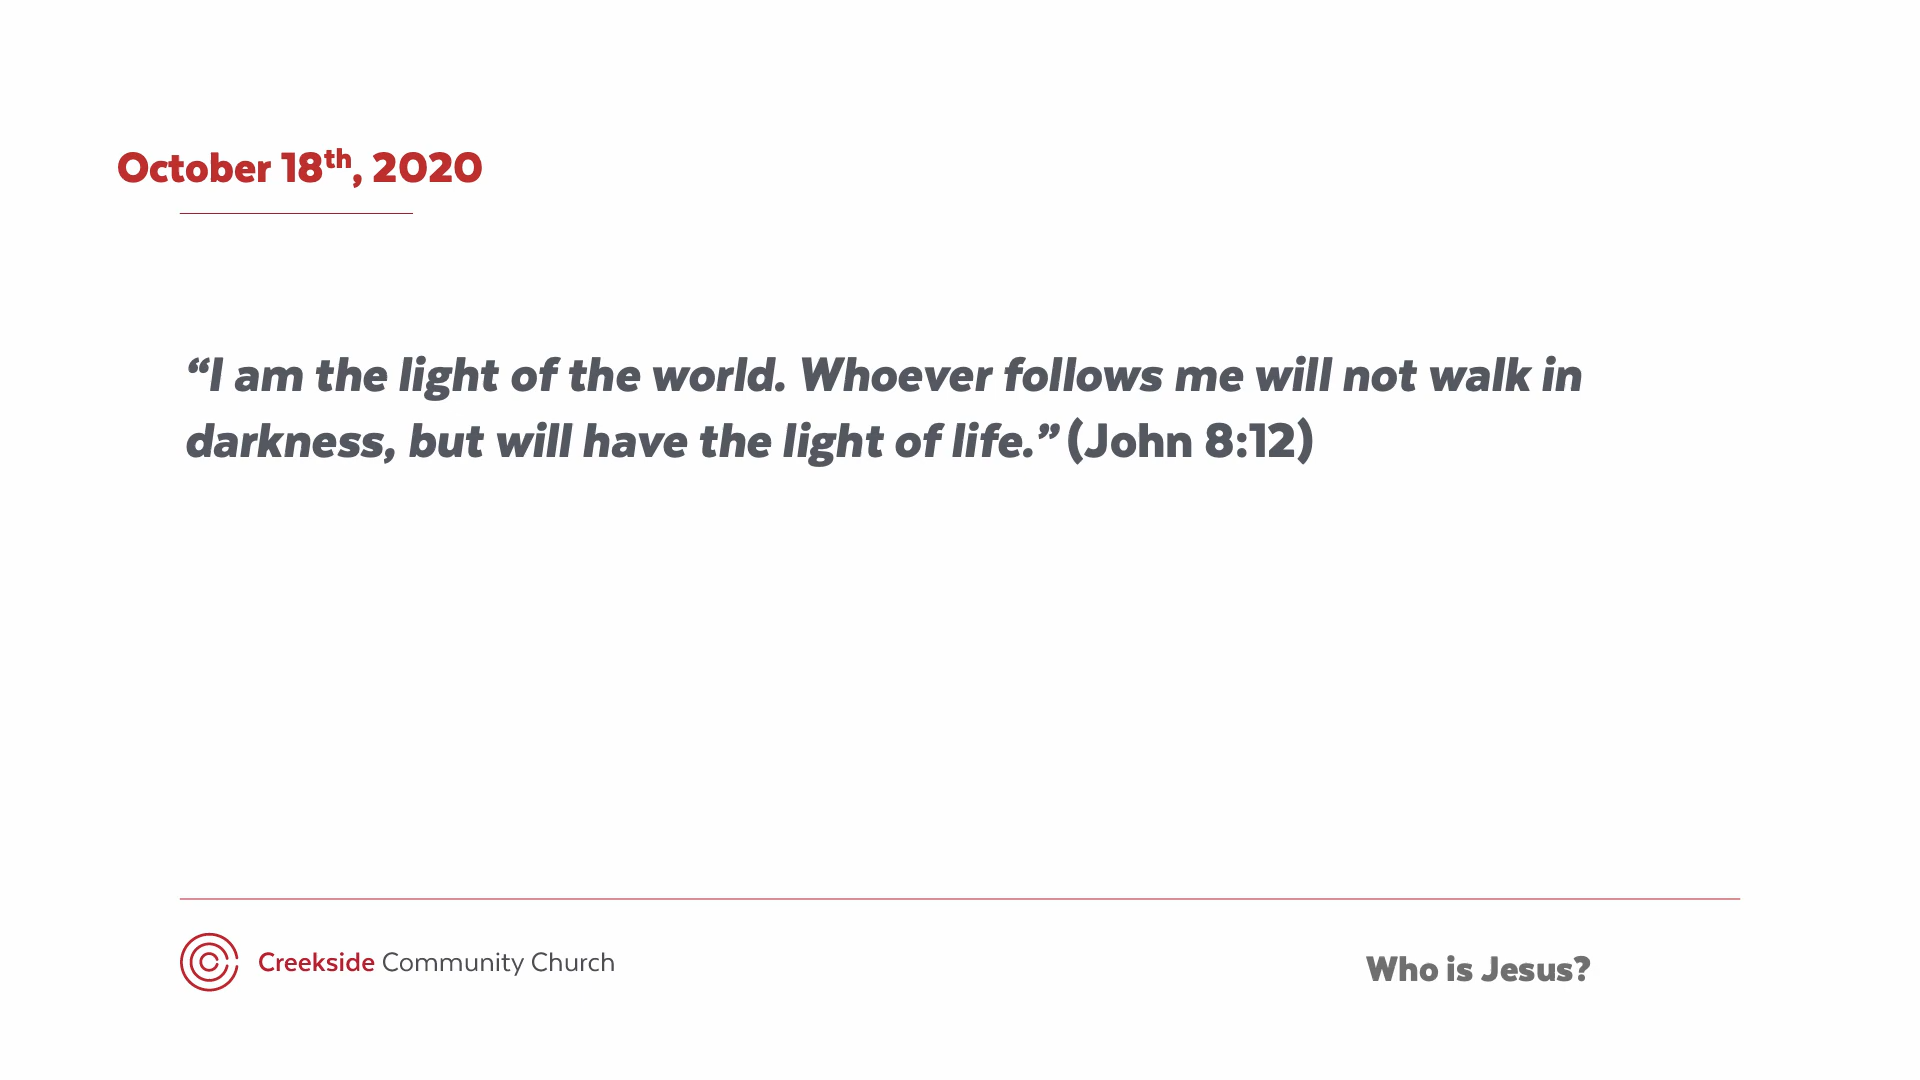 October 18th, 2020
“I am the light of the world. Whoever follows me will not walk in
darkness, but will have the light of life.” (John 8:12)
Creekside Community Church
Who is Jesus?